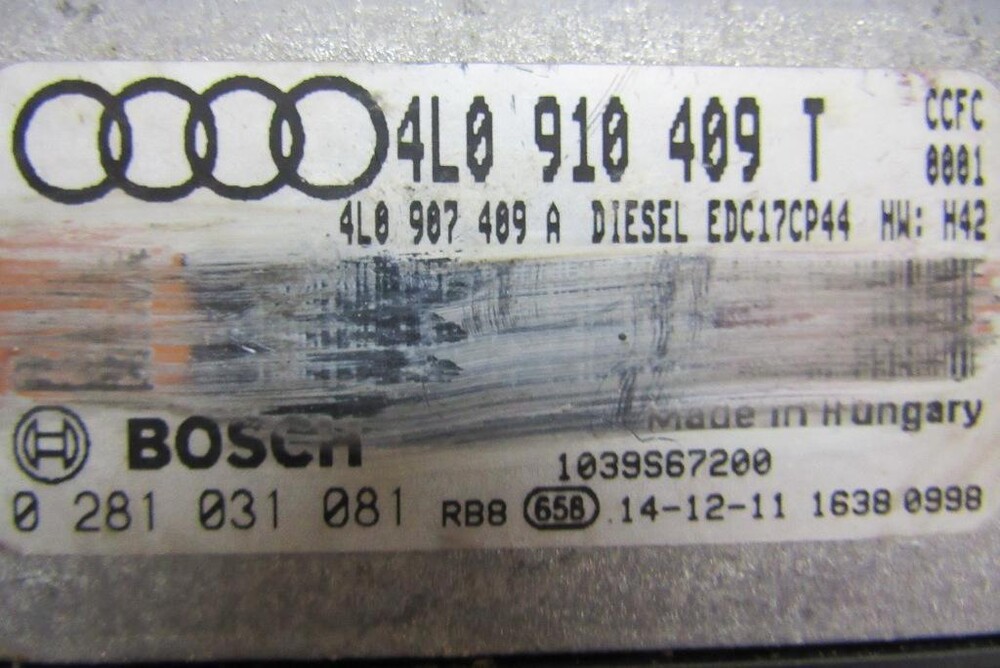 4L0 910 409 T CCFC
0001
4L0 907 409 A DIESEL EDC17CP44 HW: H42
Made in Hungary
BOSCH
1039S67200
0 281 031 081 RB8 658 14-12-11 1638 0998